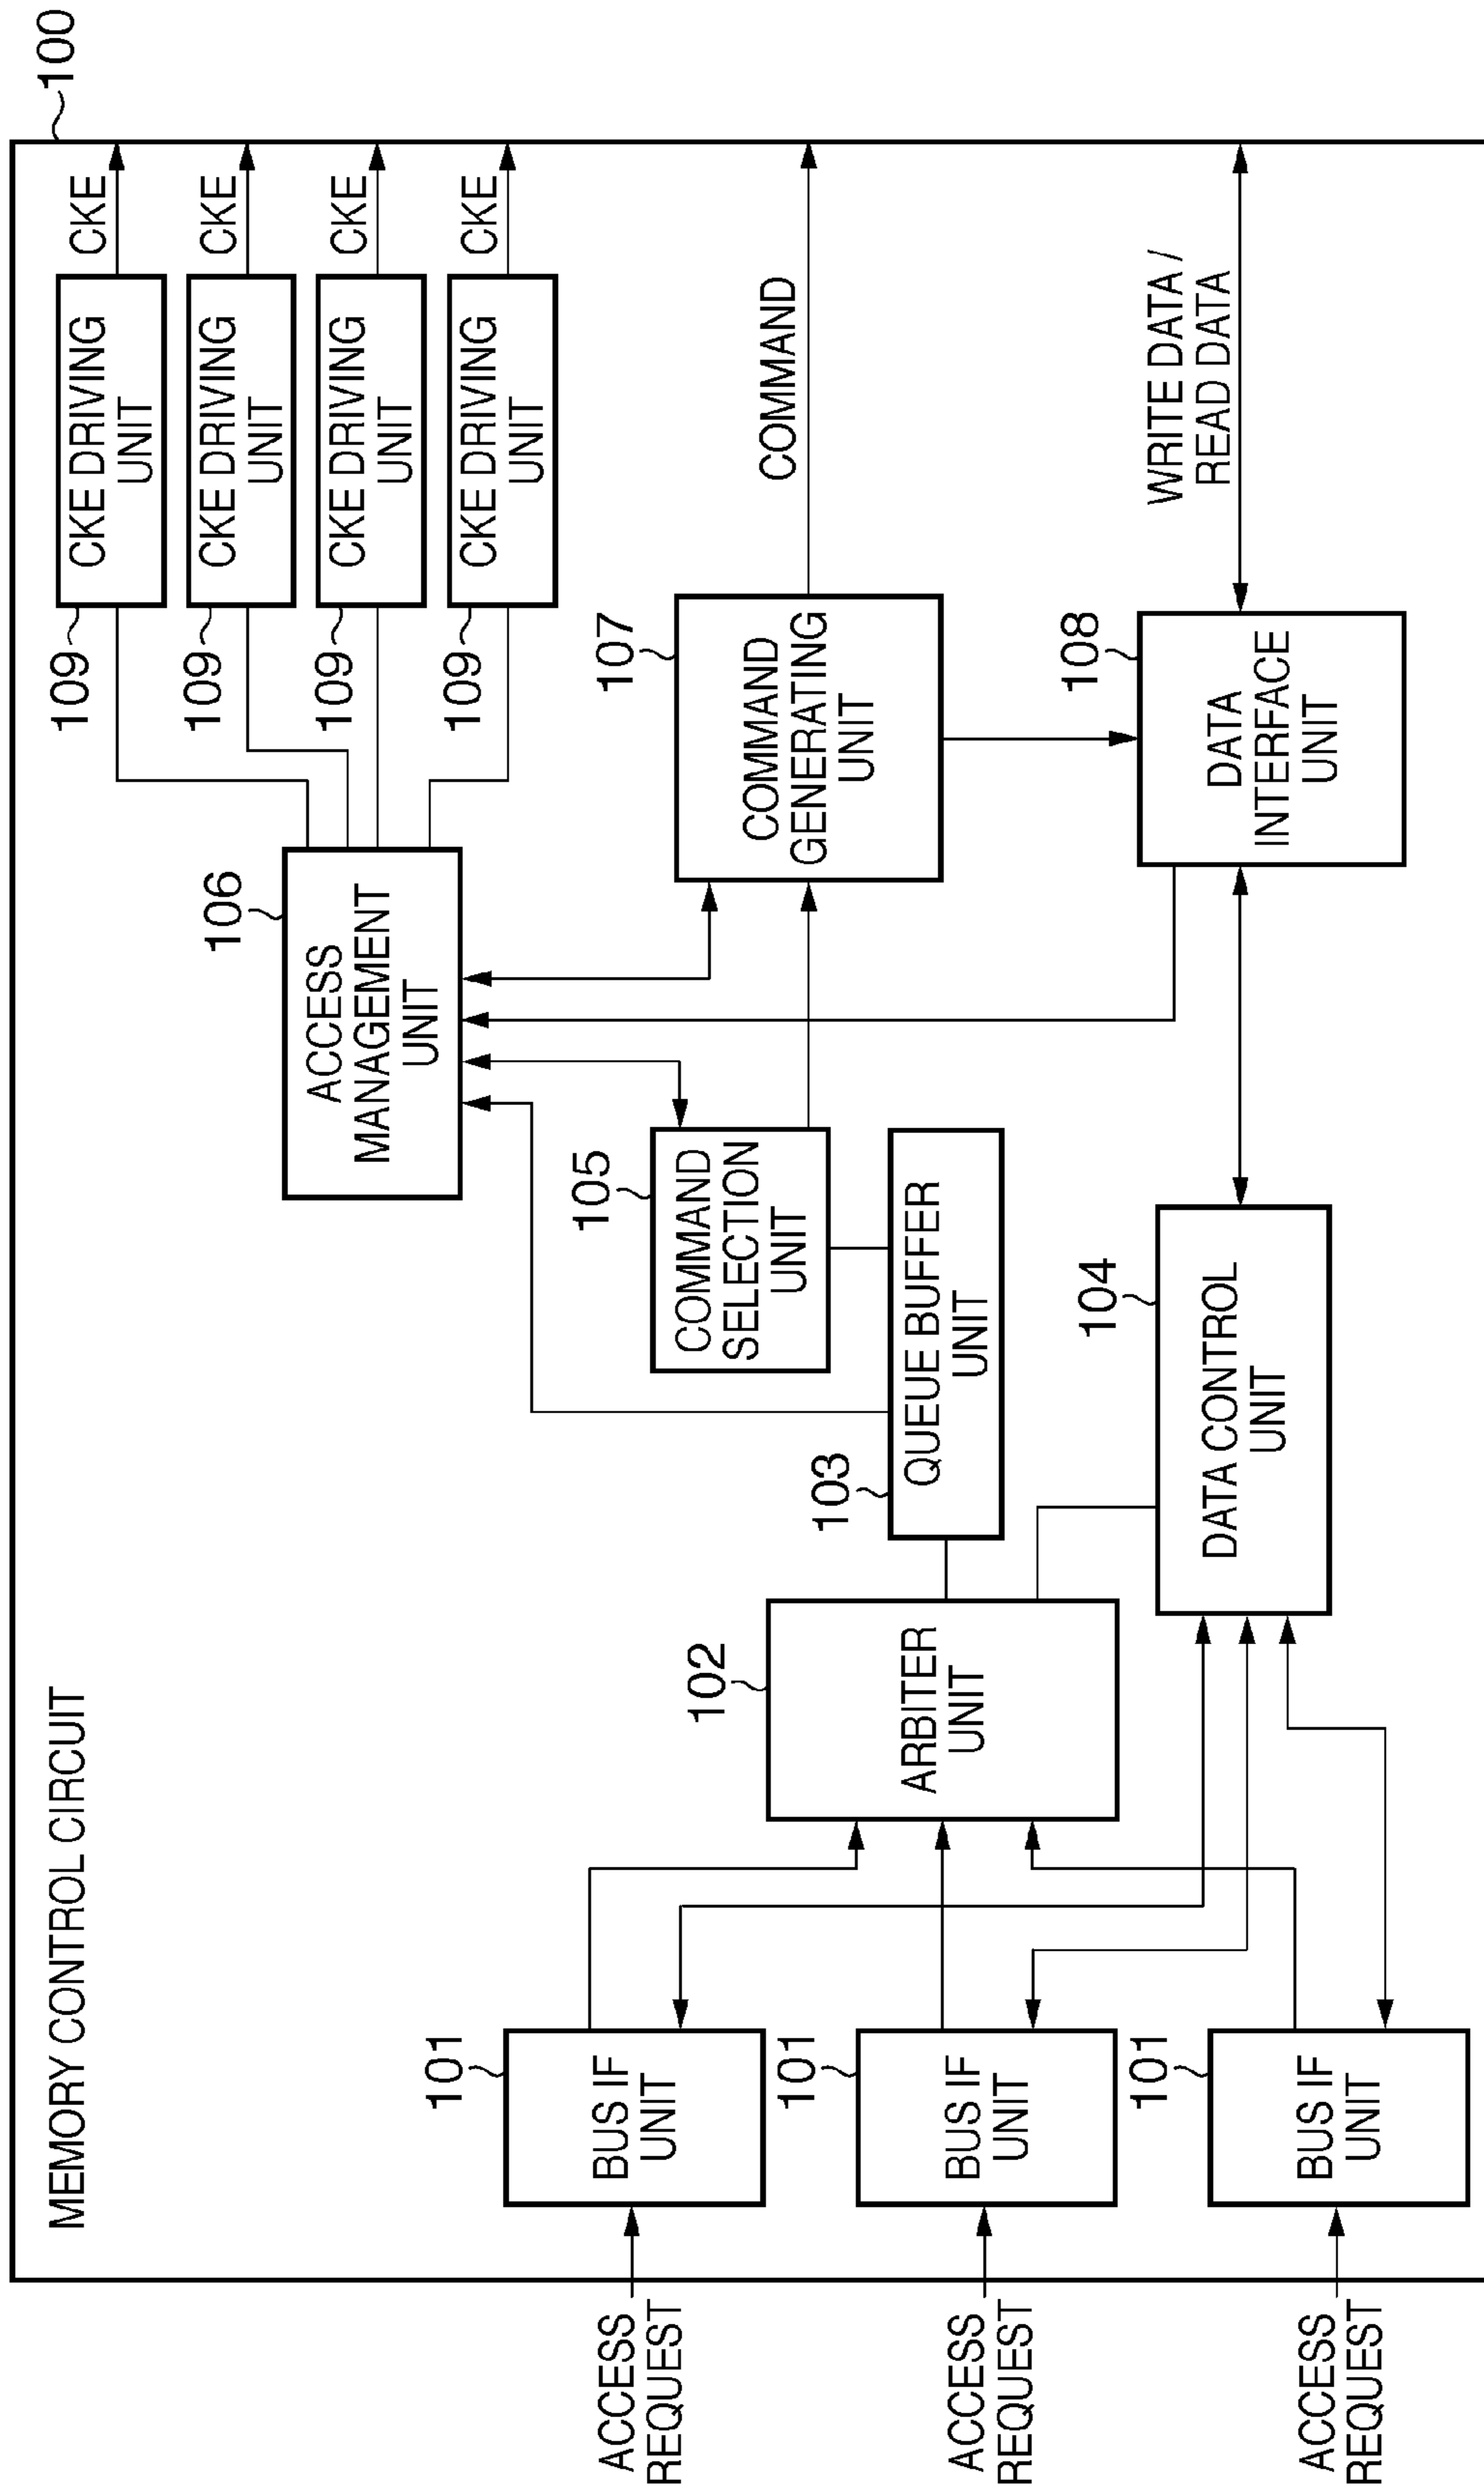 MEMORY CONTROL CIRCUIT
100
ACCESS
REQUEST
ACCESS
REQUEST
ACCESS
REQUEST
101
BUS IF
UNIT
101
BUS IF
UNIT
101
BUS IF
UNIT
102
ARBITER
UNIT
103
QUEUE BUFFER
UNIT
104
DATA CONTROL
UNIT
105
COMMAND
SELECTION
UNIT
106
ACCESS
MANAGEMENT
UNIT
107
COMMAND
GENERATING
UNIT
108
DATA
INTERFACE
UNIT
109
CKE DRIVING
UNIT
CKE
109
CKE DRIVING
UNIT
CKE
109
CKE DRIVING
UNIT
CKE
109
CKE DRIVING
UNIT
CKE
COMMAND
WRITE DATA /
READ DATA